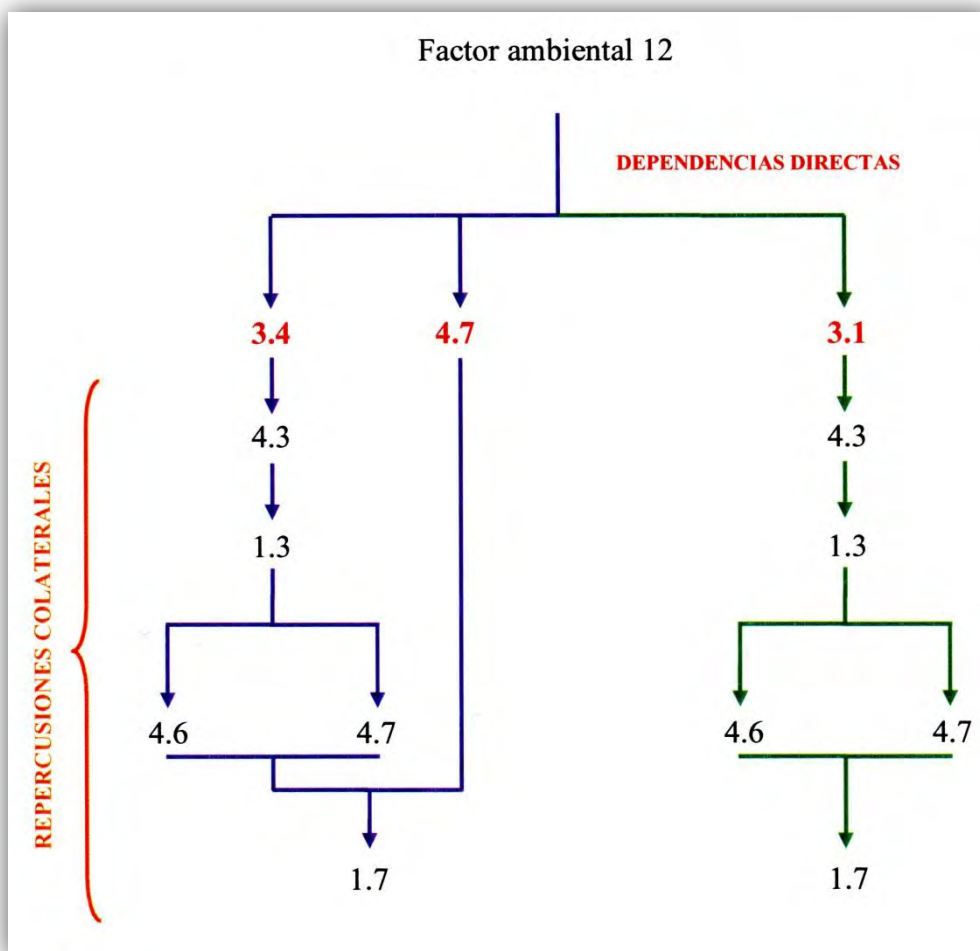 Factor ambiental 12
DEPENDENCIAS DIRECTAS
3.4 4.7 3.1
4.3 4.3
1.3 1.3
4.6 4.7 4.6 4.7
1.7 1.7
REPERCUSIONES COLATERALES